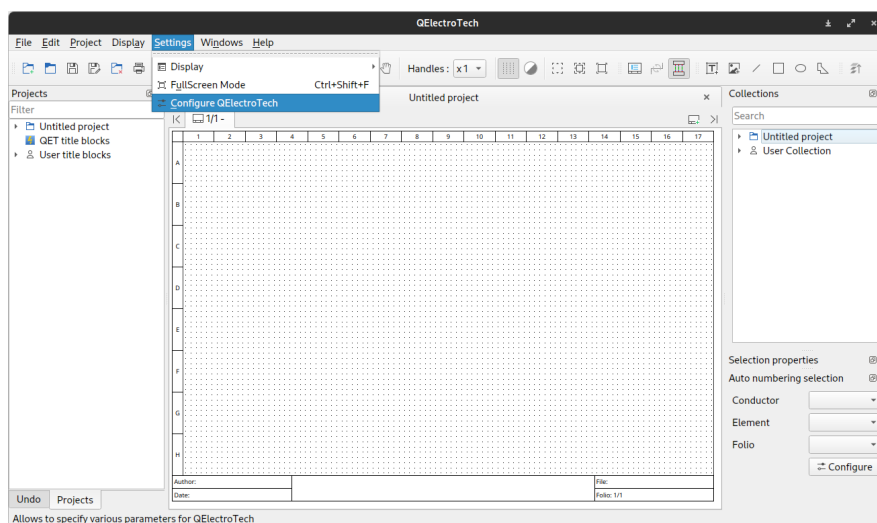 QElectroTech
File Edit Project Display Settings Windows Help
Display
FullScreen Mode Ctrl+Shift+F
Configure QElectroTech
Handles : x1
Projects
Filter
Untitled project
QET title blocks
User title blocks
Untitled project
1/1 -
1 2 3 4 5 6 7 8 9 10 11 12 13 14 15 16 17
A
B
C
D
E
F
G
H
Author:
Date:
File:
Folio: 1/1
Collections
Search
Untitled project
User Collection
Selection properties
Auto numbering selection
Conductor
Element
Folio
Configure
Undo Projects
Allows to specify various parameters for QElectroTech